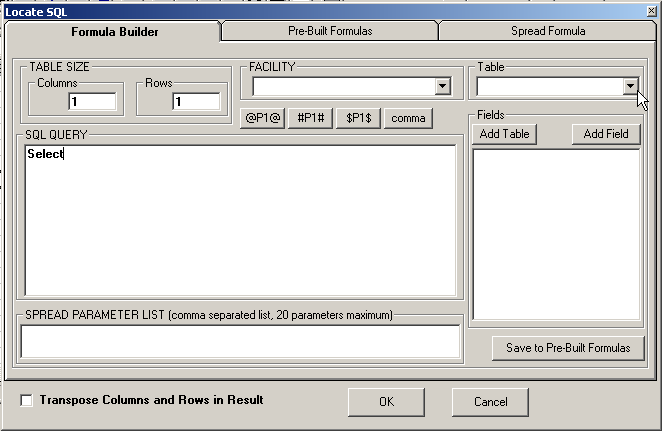 Locate SQL
Formula Builder
Pre-Built Formulas
Spread Formula
TABLE SIZE
Columns
1
Rows
1
FACILITY
Table
@P1@
#P1#
$P1$
comma
Fields
Add Table
Add Field
SQL QUERY
Select
SPREAD PARAMETER LIST (comma separated list, 20 parameters maximum)
Save to Pre-Built Formulas
Transpose Columns and Rows in Result
OK
Cancel